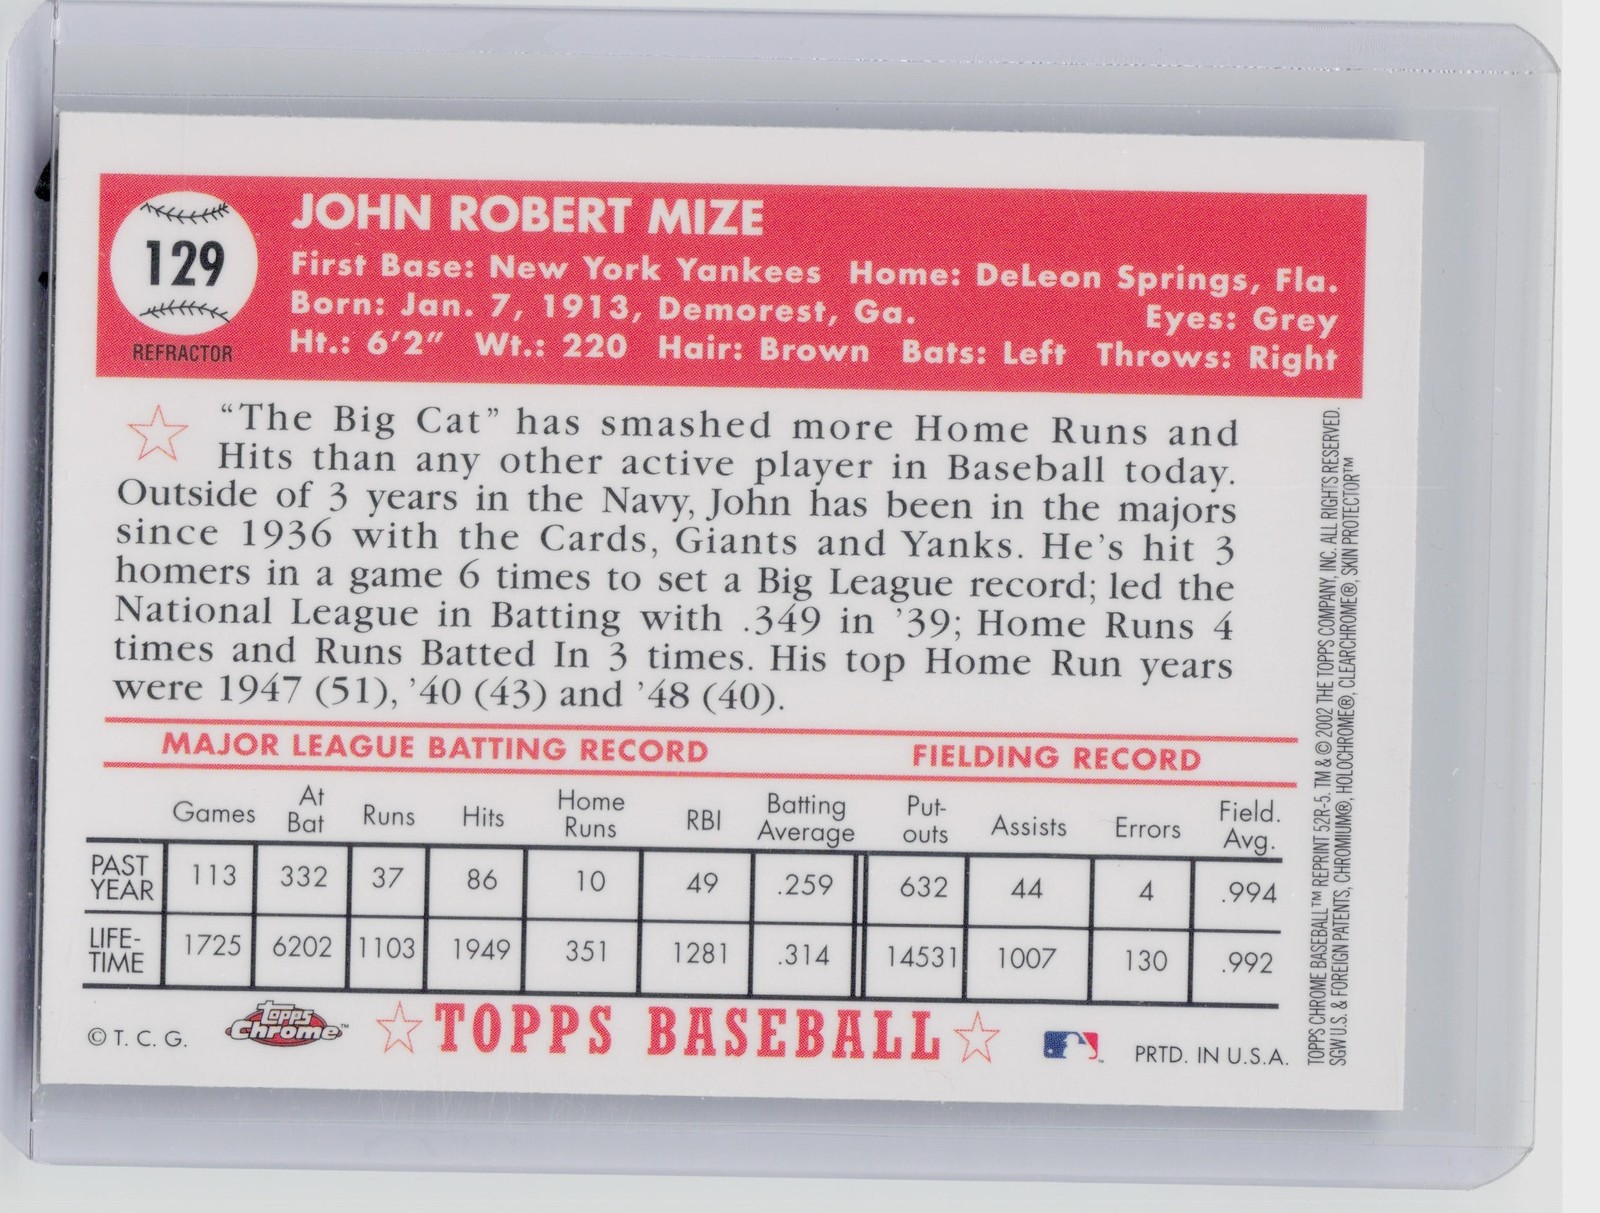 129
REFRACTOR
JOHN ROBERT MIZE
First Base: New York Yankees Home: DeLeon Springs, Fla.
Born: Jan. 7, 1913, Demorest, Ga. Eyes: Grey
Ht.: 6'2" Wt.: 220 Hair: Brown Bats: Left Throws: Right
"The Big Cat" has smashed more Home Runs and
Hits than any other active player in Baseball today.
Outside of 3 years in the Navy, John has been in the majors
since 1936 with the Cards, Giants and Yanks. He's hit 3
homers in a game 6 times to set a Big League record; led the
National League in Batting with .349 in '39; Home Runs 4
times and Runs Batted In 3 times. His top Home Run years
were 1947 (51), '40 (43) and '48 (40).
MAJOR LEAGUE BATTING RECORD FIELDING RECORD
Games At Bat Runs Hits Home Runs RBI Batting Average Put-outs Assists Errors Field. Avg.
PAST YEAR 113 332 37 86 10 49 .259 632 44 4 .994
LIFE-TIME 1725 6202 1103 1949 351 1281 .314 14531 1007 130 .992
© T. C. G. Topps Chrome™ TOPPS BASEBALL PRTD. IN U.S.A.
TOPPS CHROME BASEBALL™ REPRINT 52R-5. TM & © 2002 THE TOPPS COMPANY, INC. ALL RIGHTS RESERVED.
SGW U.S. & FOREIGN PATENTS, CHROMIUM®, HOLOCHROME®, CLEARCHROME®, SKIN PROTECTOR™